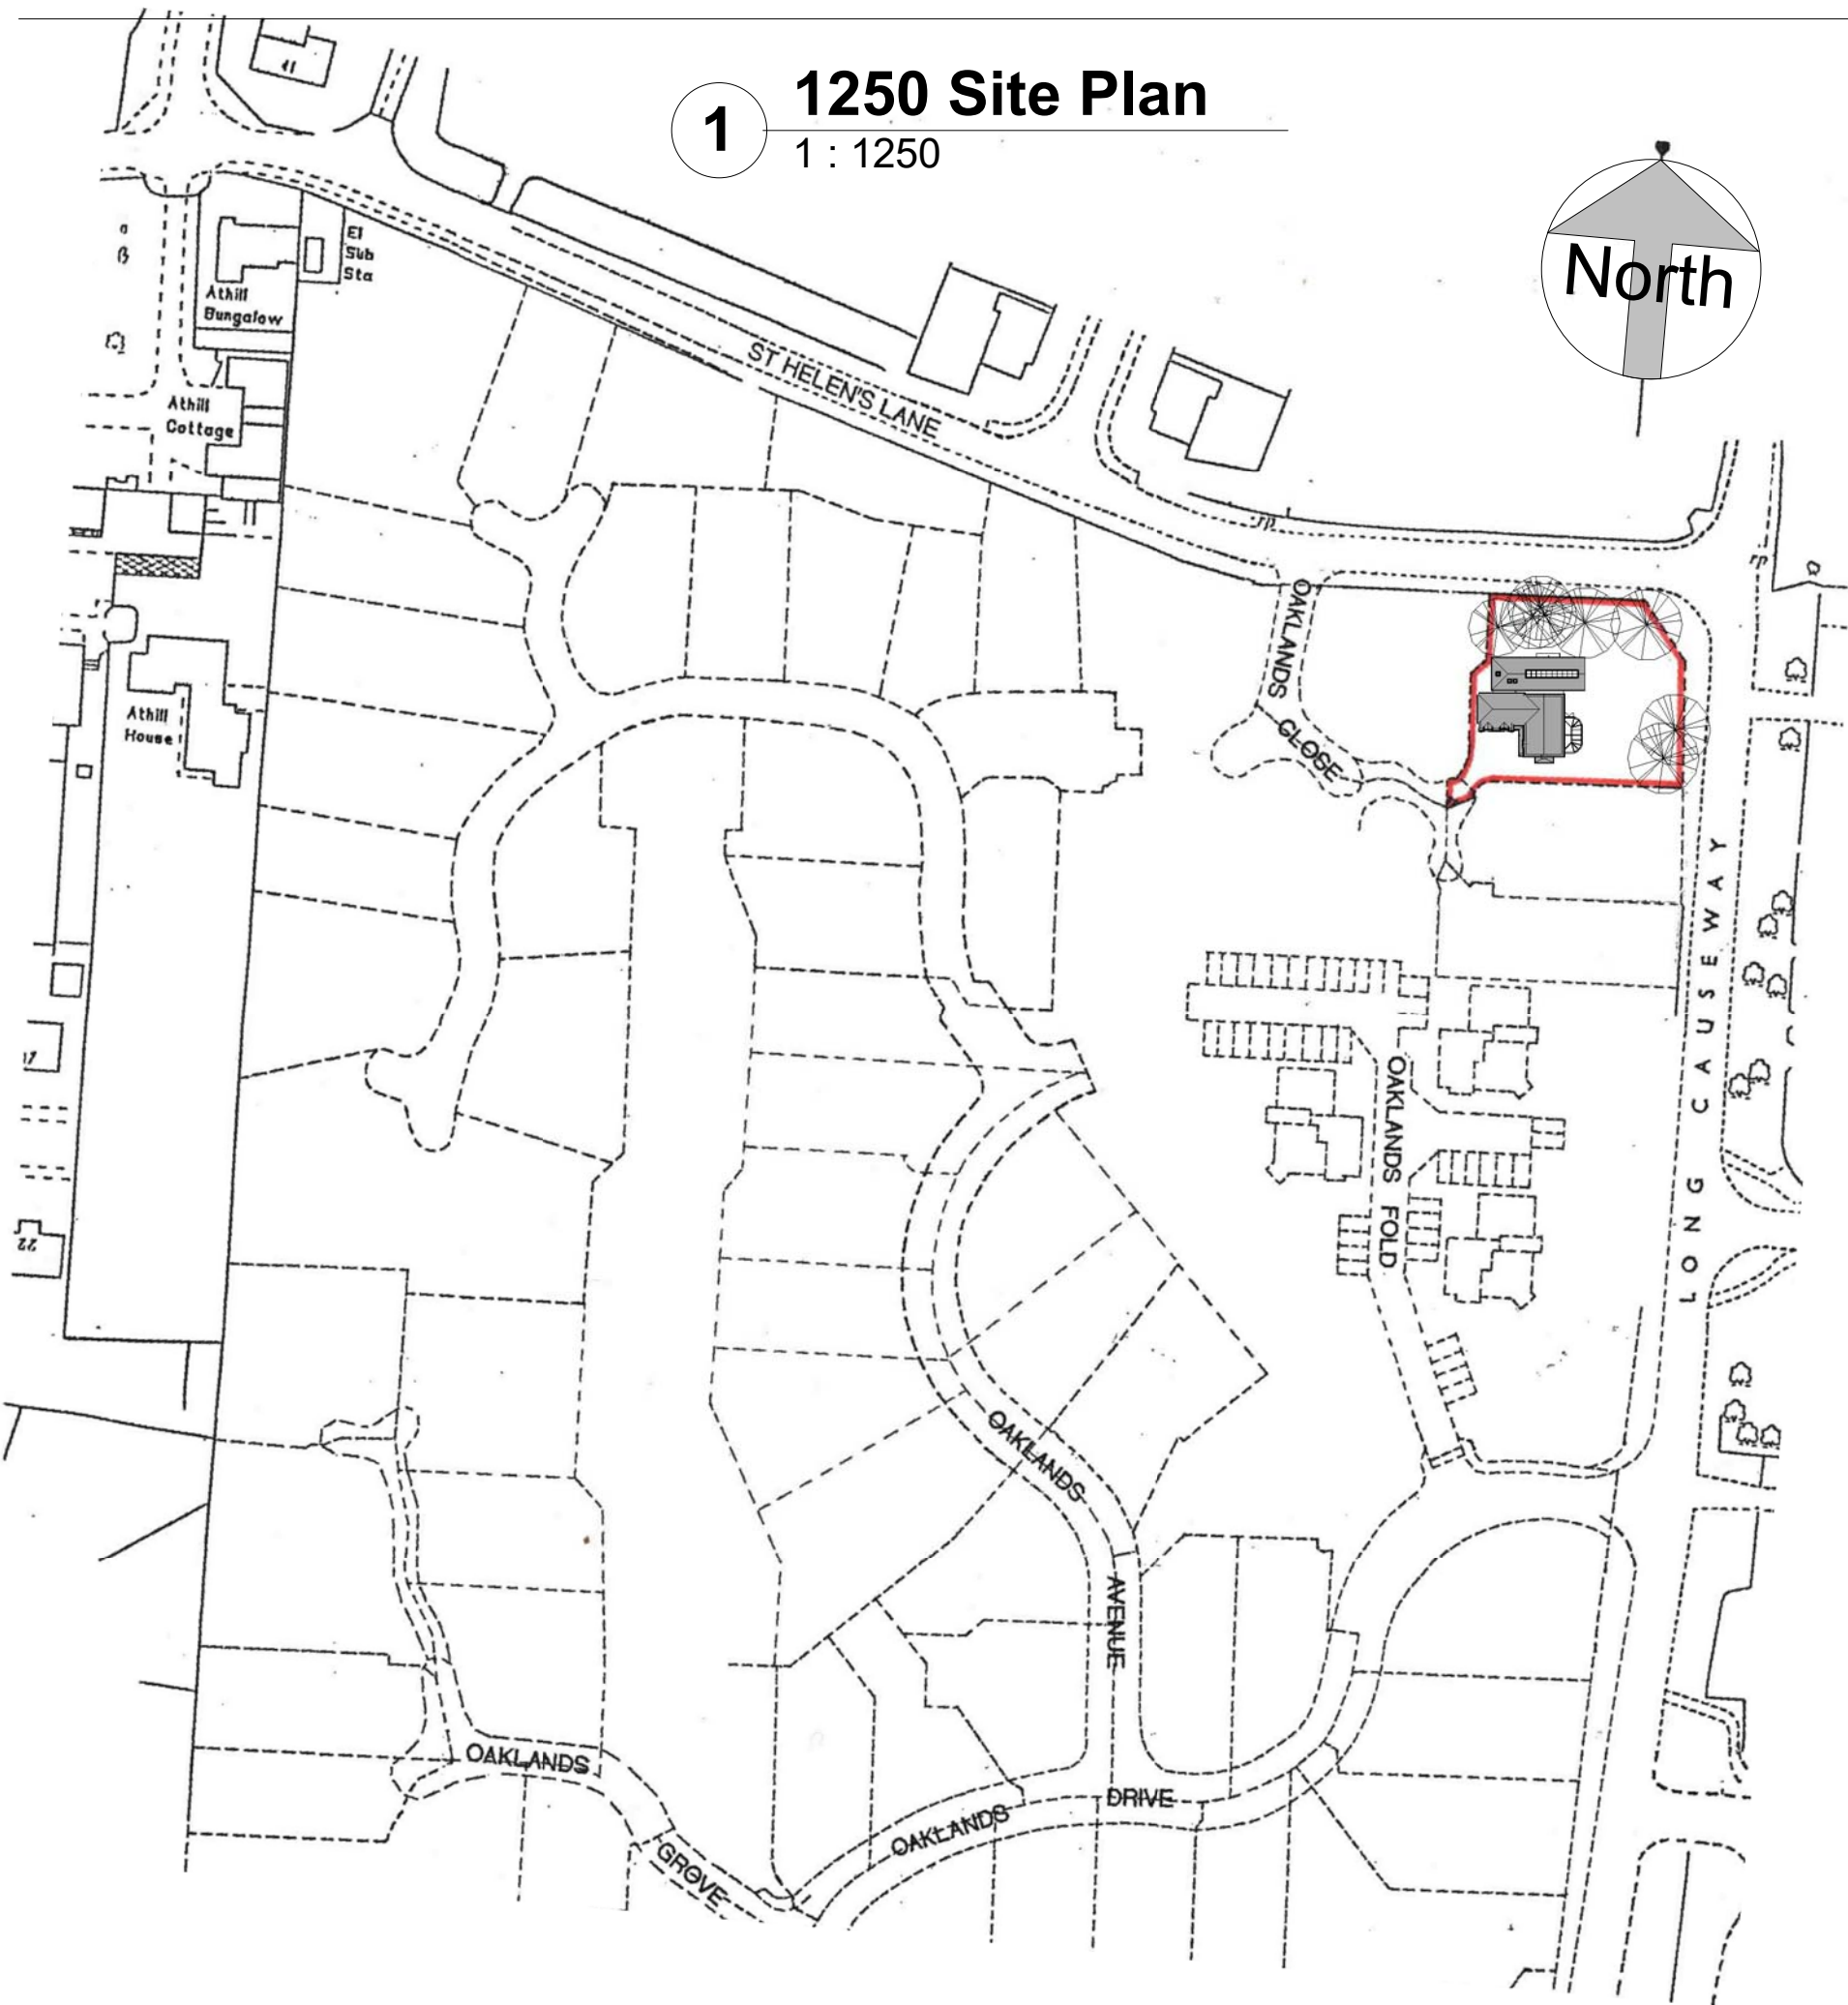 1
1250 Site Plan
1 : 1250
North
El
Sub
Sta
Athill
Bungalow
Athill
Cottage
ST HELEN'S LANE
OAKLANDS CLOSE
Athill
House
LONG CAUSEWAY
OAKLANDS FOLD
22
OAKLANDS
AVENUE
OAKLANDS
GROVE
OAKLANDS
DRIVE